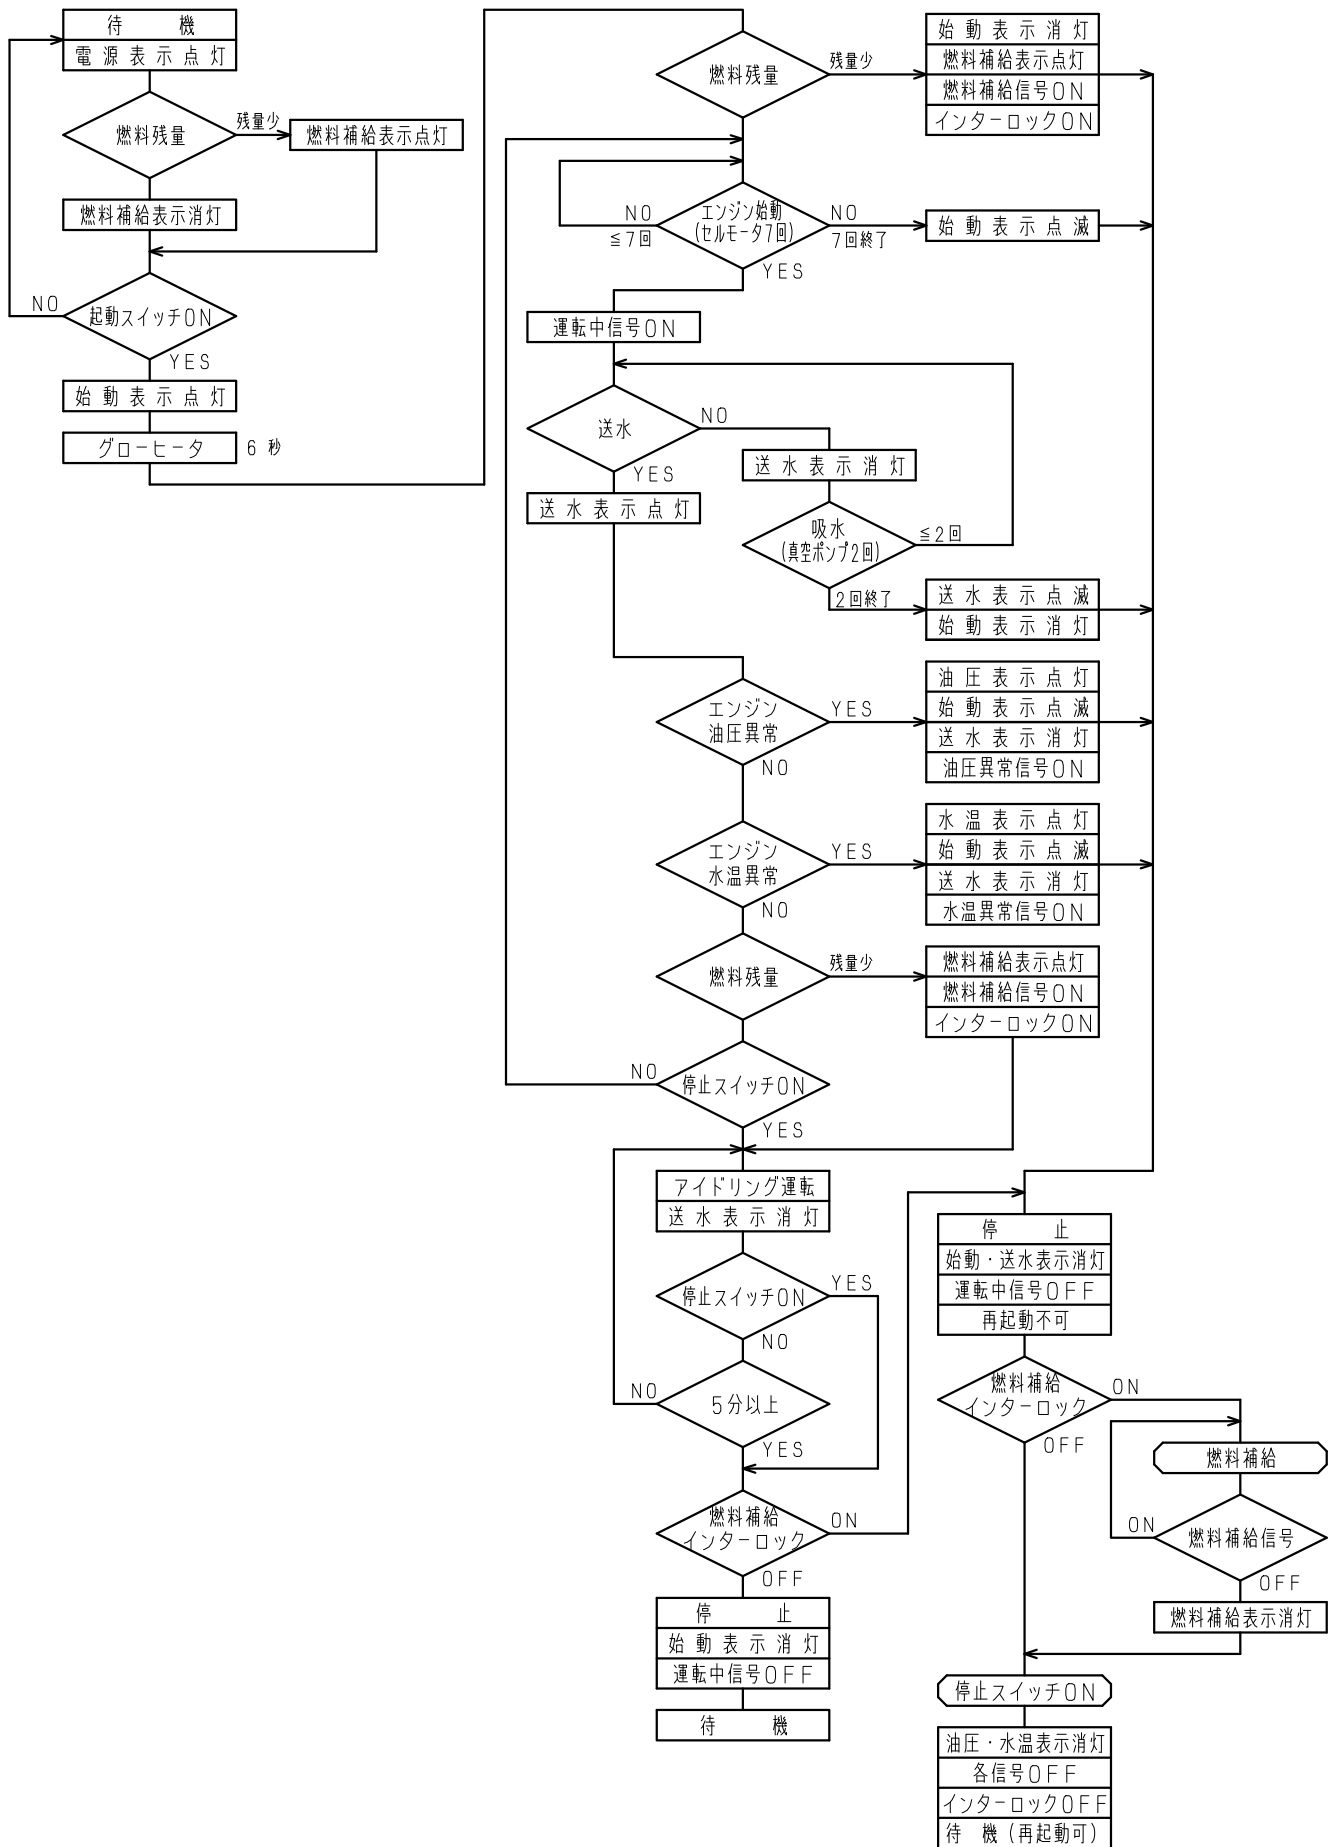 待 機
電源表示点灯
燃料残量
残量少
燃料補給表示点灯
燃料補給表示消灯
起動スイッチON
NO
YES
始動表示点灯
グローヒータ
6秒
燃料残量
残量少
始動表示消灯
燃料補給表示点灯
燃料補給信号ON
インターロックON
エンジン始動
(セルモータ7回)
NO
≦7回
NO
7回終了
始動表示点滅
YES
運転中信号ON
送水
NO
YES
送水表示消灯
送水表示点灯
吸水
(真空ポンプ2回)
≦2回
2回終了
送水表示点滅
始動表示消灯
エンジン
油圧異常
YES
NO
油圧表示点灯
始動表示点滅
送水表示消灯
油圧異常信号ON
エンジン
水温異常
YES
NO
水温表示点灯
始動表示点滅
送水表示消灯
水温異常信号ON
燃料残量
残量少
燃料補給表示点灯
燃料補給信号ON
インターロックON
停止スイッチON
NO
YES
アイドリング運転
送水表示消灯
停止スイッチON
YES
NO
5分以上
NO
YES
燃料補給
インターロック
ON
OFF
停 止
始動表示消灯
運転中信号OFF
待 機
停 止
始動・送水表示消灯
運転中信号OFF
再起動不可
燃料補給
インターロック
ON
OFF
燃料補給
燃料補給信号
ON
OFF
燃料補給表示消灯
停止スイッチON
油圧・水温表示消灯
各信号OFF
インターロックOFF
待 機(再起動可)